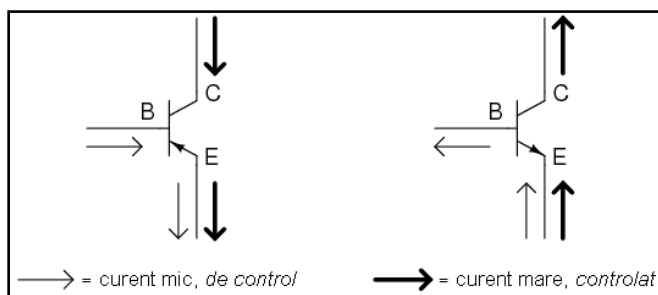 C
C
B
B
E
E
= curent mic, de control
= curent mare, controlat